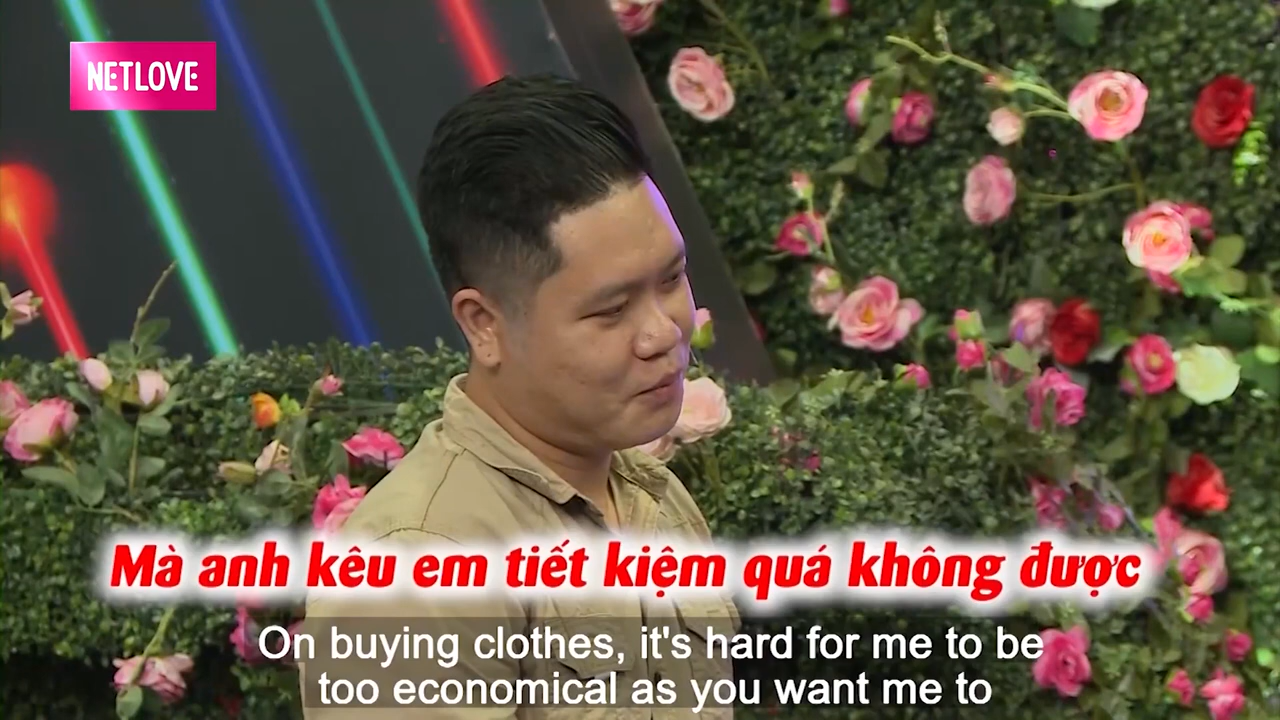 NETLOVE
Mà anh kêu em tiết kiệm quá không được
On buying clothes, it's hard for me to be
too economical as you want me to